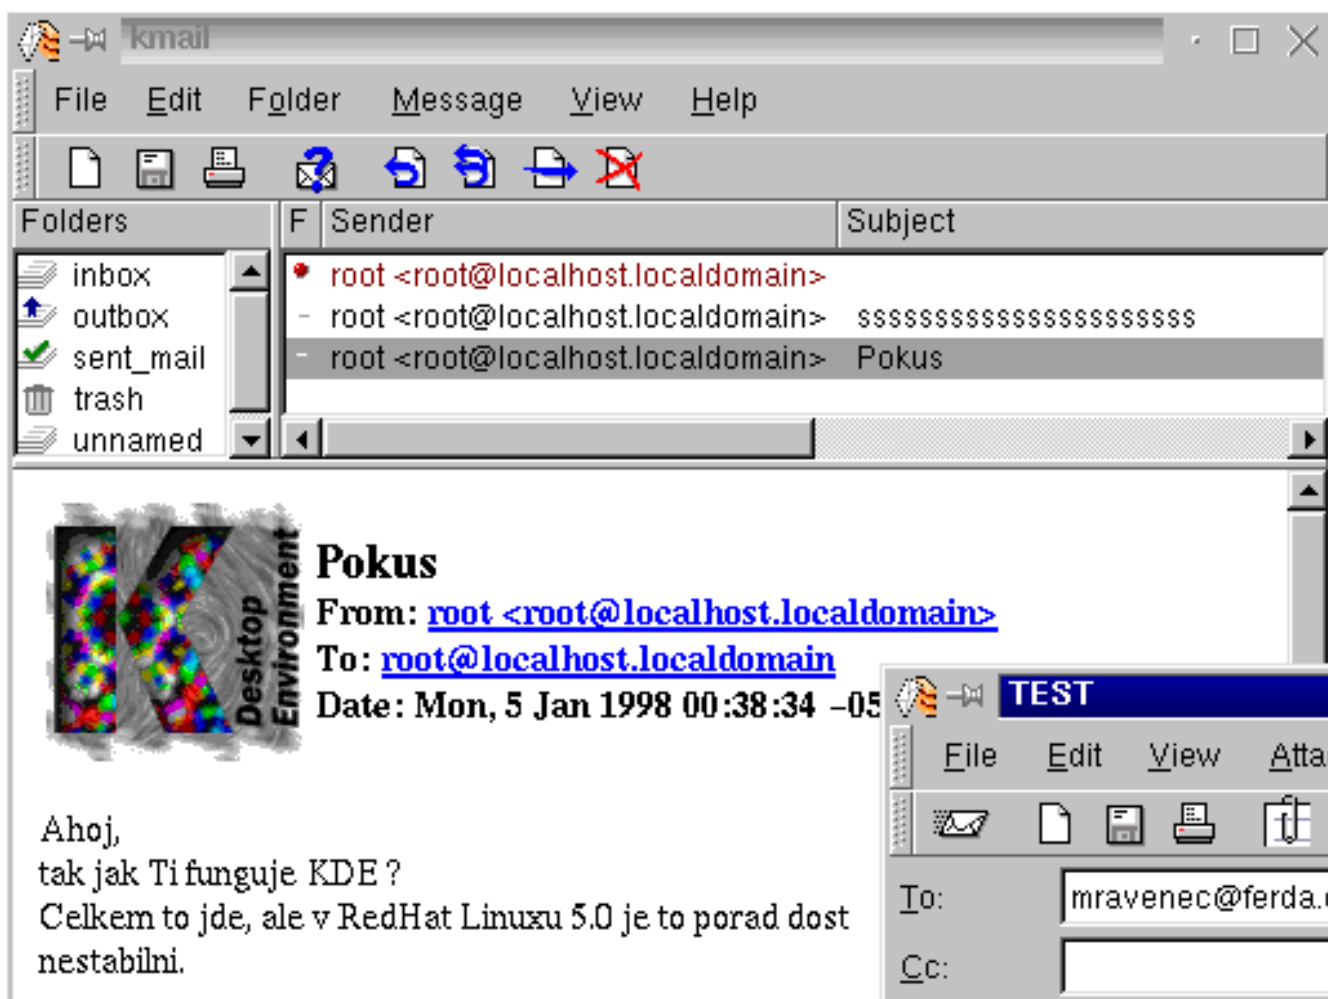 kmail
File Edit Folder Message View Help
Folders F Sender Subject
inbox root <root@localhost.localdomain>
outbox root <root@localhost.localdomain> ssssssssssssssssssssss
sent_mail root <root@localhost.localdomain> Pokus
trash
unnamed
K Desktop Environment
Pokus
From: root <root@localhost.localdomain>
To: root@localhost.localdomain
Date: Mon, 5 Jan 1998 00:38:34 -05
Ahoj,
tak jak Ti funguje KDE ?
Celkem to jde, ale v RedHat Linuxu 5.0 je to porad dost
nestabilni.
TEST
File Edit View Atta
To: mravenec@ferda.
Cc: